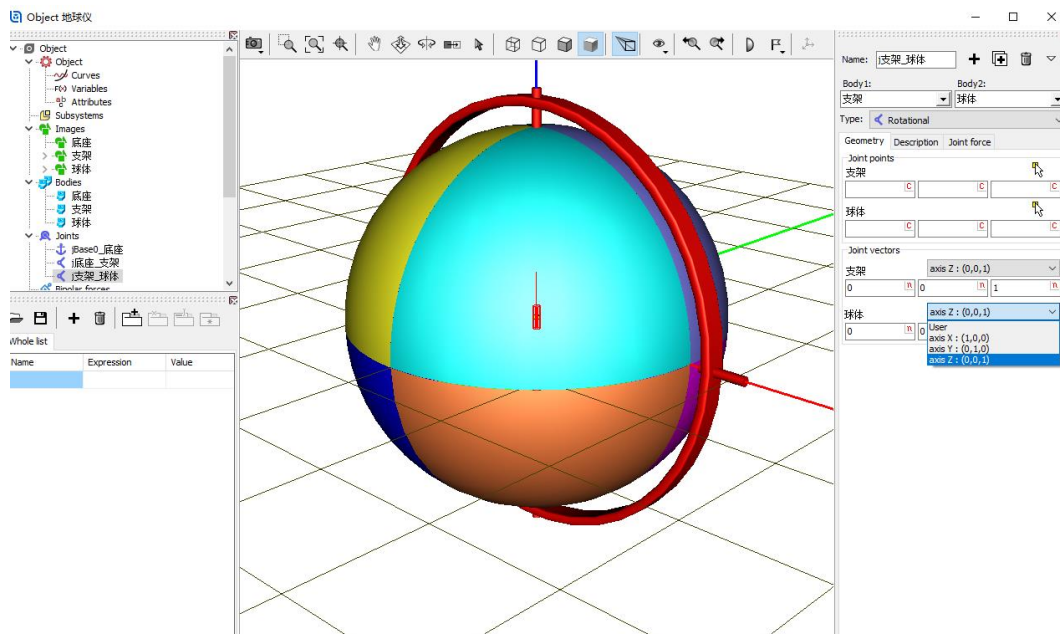 Object 地球仪
Object
Object
Curves
F(x) Variables
Attributes
Subsystems
Images
底座
支架
球体
Bodies
底座
支架
球体
Joints
jBase0_底座
j底座_支架
j支架_球体
Bipolar forces
Whole list
Name Expression Value
Name: j支架_球体
Body1: Body2:
支架 球体
Type: Rotational
Geometry Description Joint force
Joint points
支架
C C C
球体
C C C
Joint vectors
支架 axis Z : (0,0,1)
0 n 0 n 1 n
球体 axis Z : (0,0,1)
0 n 0
User
axis X : (1,0,0)
axis Y : (0,1,0)
axis Z : (0,0,1)